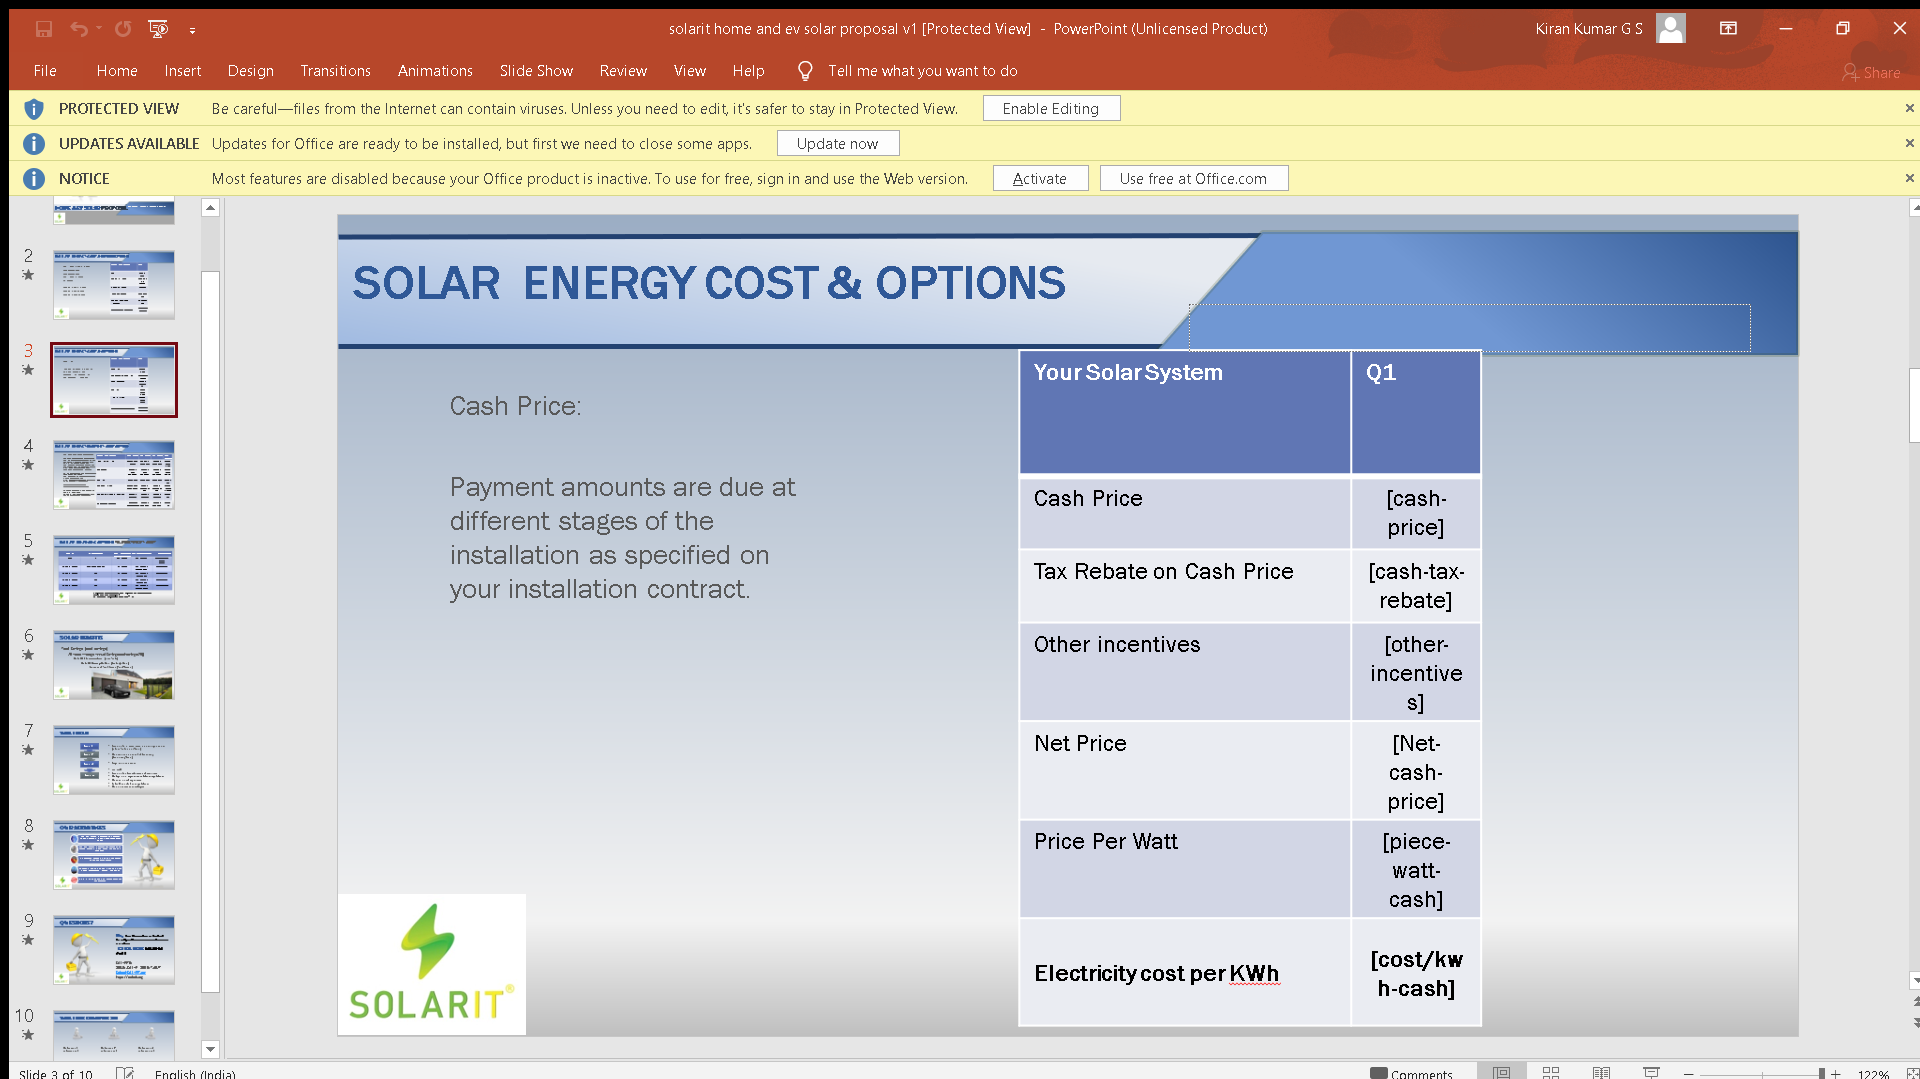 solarit home and ev solar proposal v1 [Protected View] - PowerPoint (Unlicensed Product)
Kiran Kumar G S
File Home Insert Design Transitions Animations Slide Show Review View Help Tell me what you want to do
Share
PROTECTED VIEW Be careful—files from the Internet can contain viruses. Unless you need to edit, it's safer to stay in Protected View. Enable Editing
UPDATES AVAILABLE Updates for Office are ready to be installed, but first we need to close some apps. Update now
NOTICE Most features are disabled because your Office product is inactive. To use for free, sign in and use the Web version. Activate Use free at Office.com
2
3
4
5
6
7
8
9
10
SOLAR ENERGY COST & OPTIONS
Cash Price:
Payment amounts are due at
different stages of the
installation as specified on
your installation contract.
Your Solar System Q1
Cash Price [cash-
price]
Tax Rebate on Cash Price [cash-tax-
rebate]
Other incentives [other-
incentive
s]
Net Price [Net-
cash-
price]
Price Per Watt [piece-
watt-
cash]
Electricity cost per KWh [cost/kw
h-cash]
SOLARIT®
Slide 3 of 10 English (India) Comments 122%